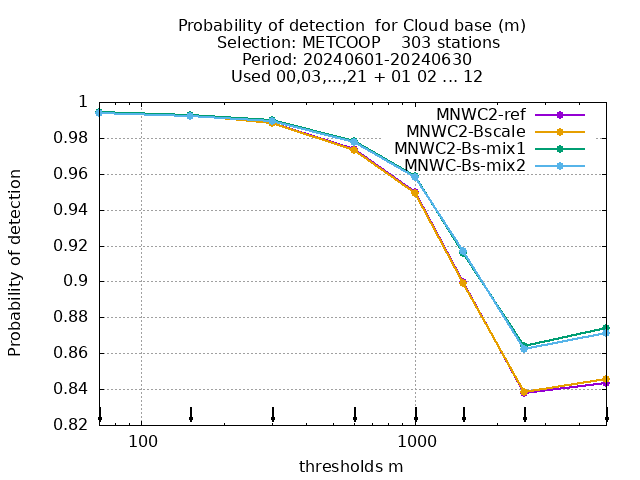 Probability of detection  for Cloud base (m)
Selection: METCOOP    303 stations
Period: 20240601-20240630
Used 00,03,...,21 + 01 02 ... 12
MNWC2-ref
MNWC2-Bscale
MNWC2-Bs-mix1
MNWC-Bs-mix2
Probability of detection
1
0.98
0.96
0.94
0.92
0.9
0.88
0.86
0.84
0.82
100
1000
thresholds m